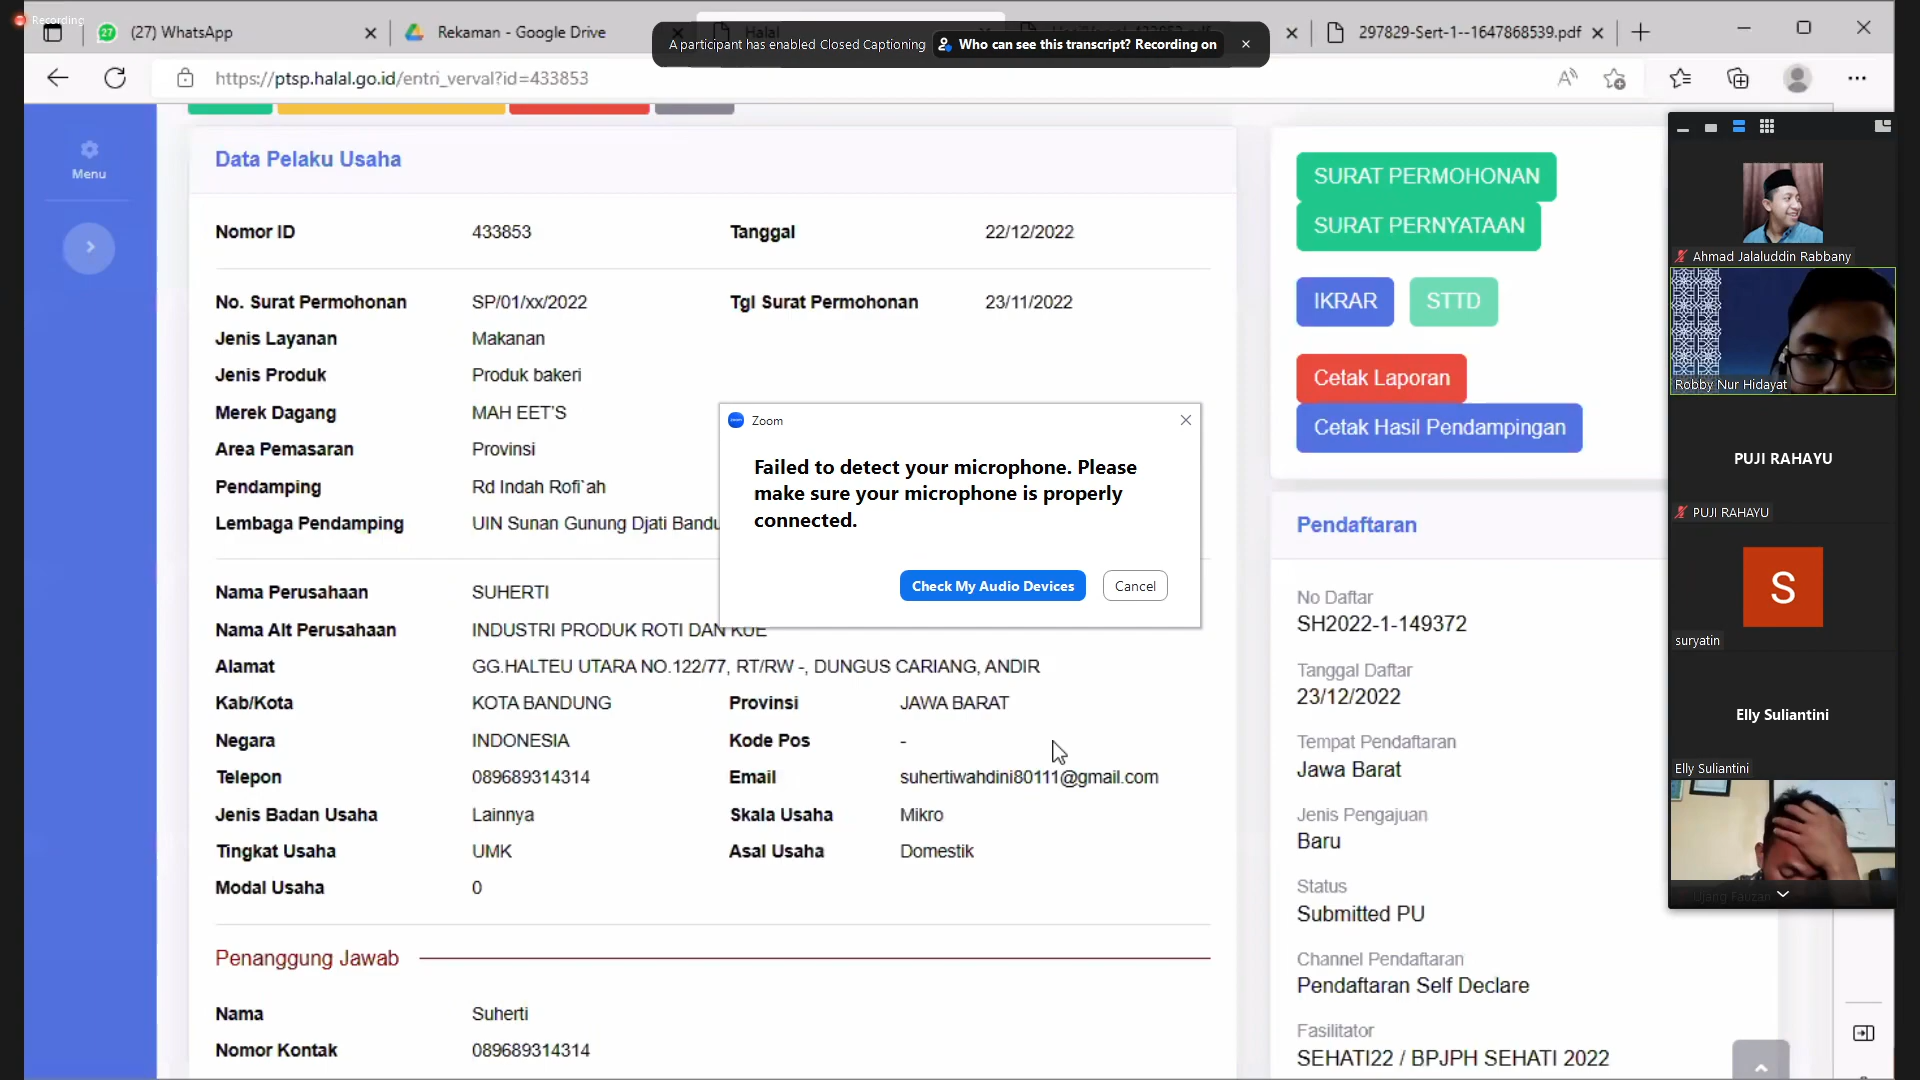 Recording
(27) WhatsApp
Rekaman - Google Drive
Halal
297829-Sert-1--1647868539.pdf
A participant has enabled Closed Captioning
Who can see this transcript? Recording on
https://ptsp.halal.go.id/entri_verval?id=433853
Menu
Data Pelaku Usaha
Nomor ID 433853 Tanggal 22/12/2022
No. Surat Permohonan SP/01/xx/2022 Tgl Surat Permohonan 23/11/2022
Jenis Layanan Makanan
Jenis Produk Produk bakeri
Merek Dagang MAH EET'S
Area Pemasaran Provinsi
Pendamping Rd Indah Rofi`ah
Lembaga Pendamping UIN Sunan Gunung Djati Bandu
Nama Perusahaan SUHERTI
Nama Alt Perusahaan INDUSTRI PRODUK ROTI DAN KUE
Alamat GG.HALTEU UTARA NO.122/77, RT/RW -, DUNGUS CARIANG, ANDIR
Kab/Kota KOTA BANDUNG Provinsi JAWA BARAT
Negara INDONESIA Kode Pos -
Telepon 089689314314 Email suhertiwahdini80111@gmail.com
Jenis Badan Usaha Lainnya Skala Usaha Mikro
Tingkat Usaha UMK Asal Usaha Domestik
Modal Usaha 0
Penanggung Jawab
Nama Suherti
Nomor Kontak 089689314314
Zoom
Failed to detect your microphone. Please
make sure your microphone is properly
connected.
Check My Audio Devices Cancel
SURAT PERMOHONAN
SURAT PERNYATAAN
IKRAR STTD
Cetak Laporan
Cetak Hasil Pendampingan
Pendaftaran
No Daftar
SH2022-1-149372
Tanggal Daftar
23/12/2022
Tempat Pendaftaran
Jawa Barat
Jenis Pengajuan
Baru
Status
Submitted PU
Channel Pendaftaran
Pendaftaran Self Declare
Fasilitator
SEHATI22 / BPJPH SEHATI 2022
Ahmad Jalaluddin Rabbany
Robby Nur Hidayat
PUJI RAHAYU
PUJI RAHAYU
S
suryatin
Elly Suliantini
Elly Suliantini
Ujang Fauzan